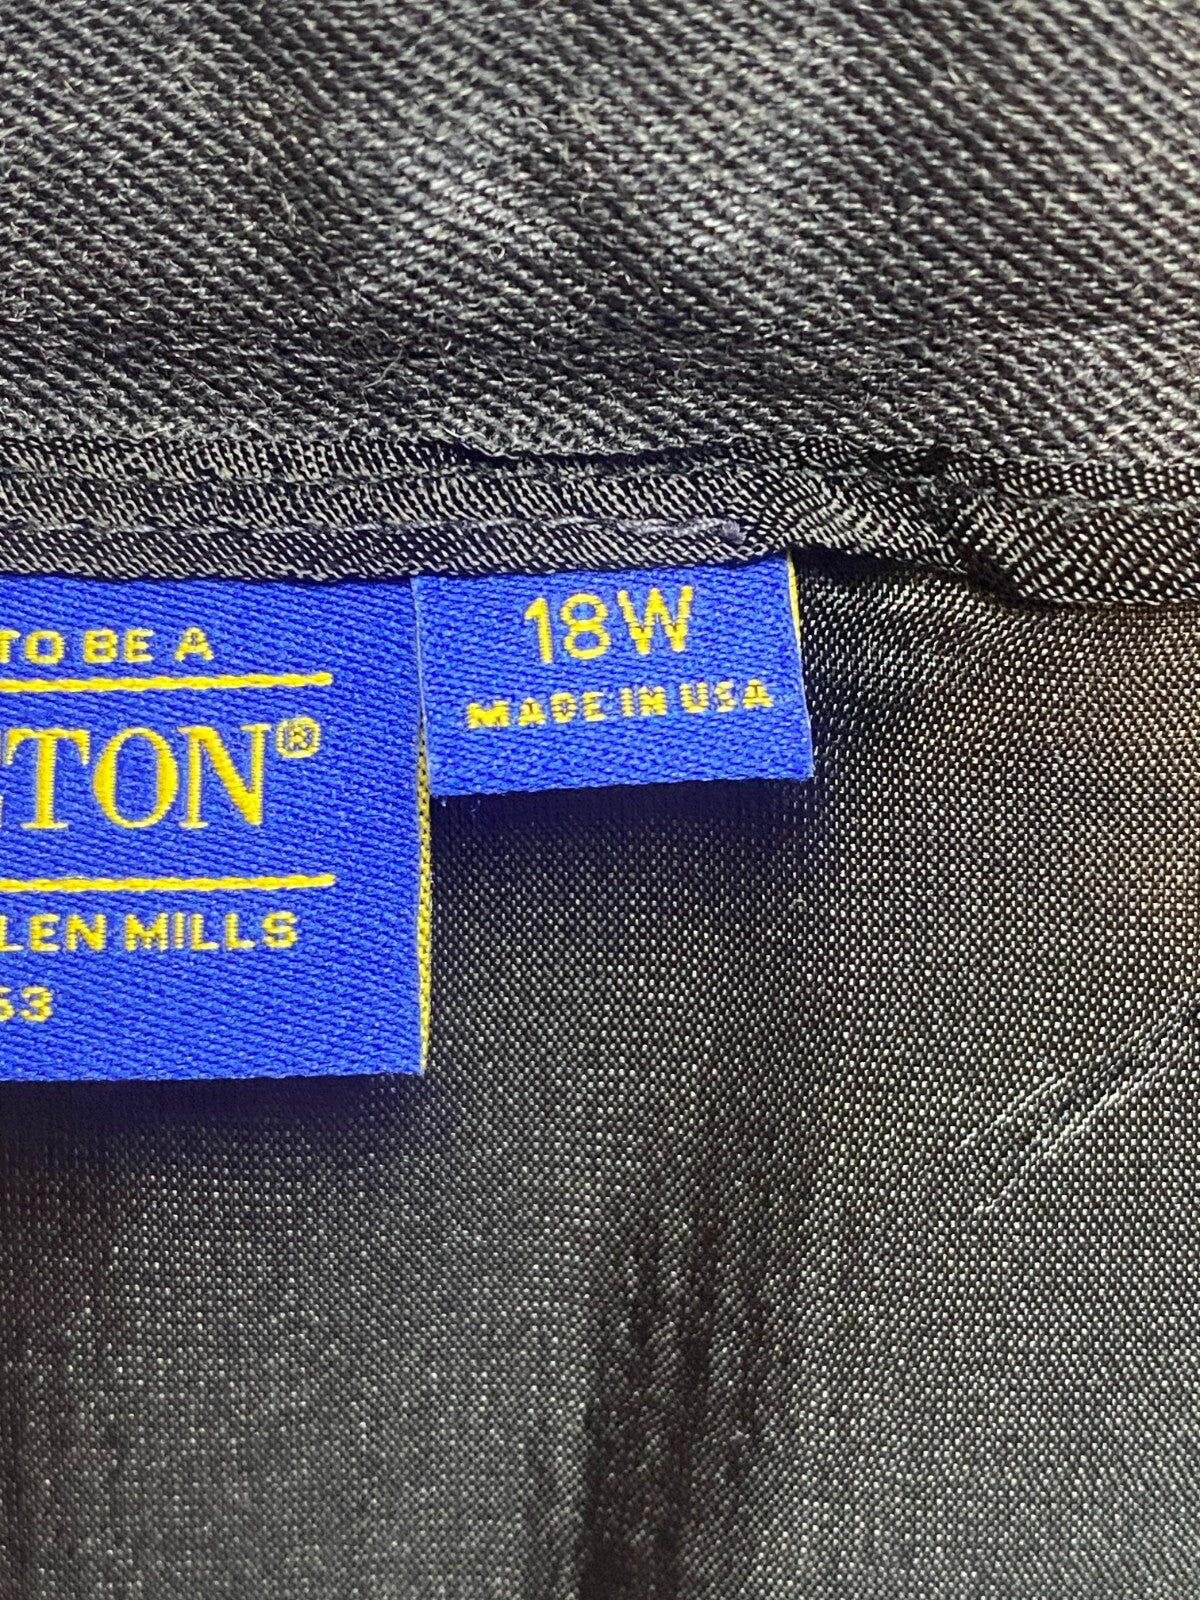 TO BE A
TON®
LEN MILLS
53
18W
MADE IN USA